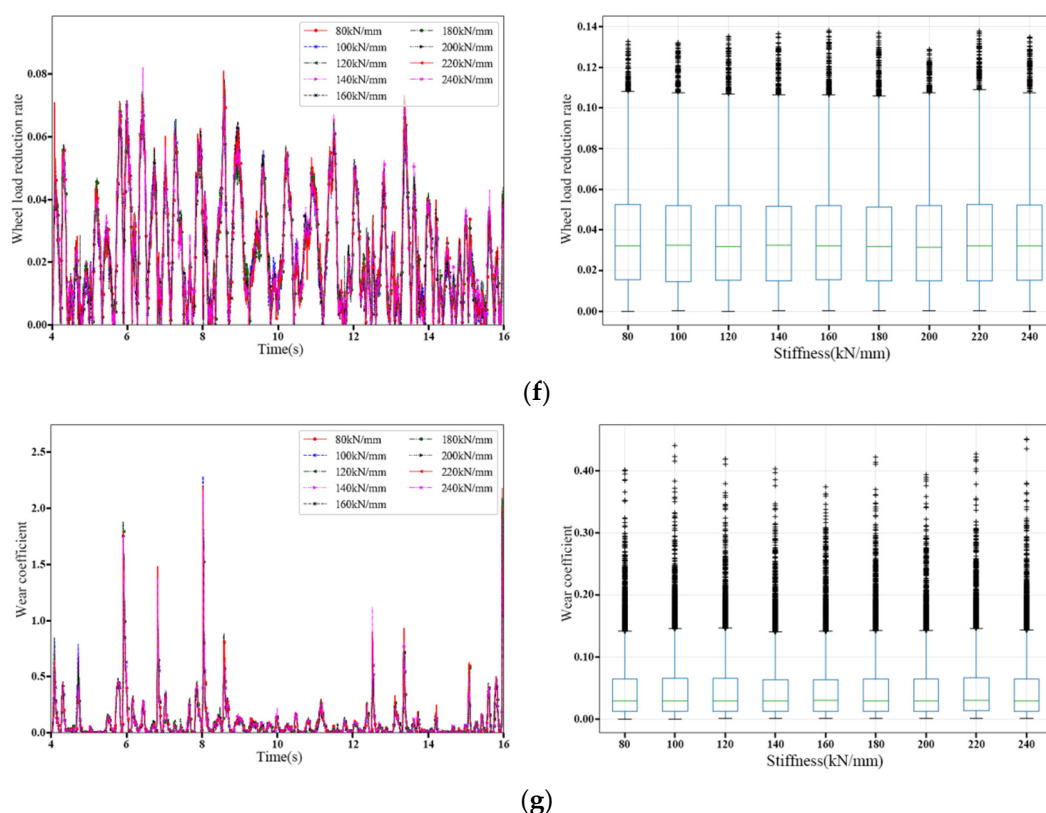 Wheel load reduction rate
0.08
0.06
0.04
0.02
0.00
80kN/mm
100kN/mm
120kN/mm
140kN/mm
160kN/mm
180kN/mm
200kN/mm
220kN/mm
240kN/mm
4 6 8 10 12 14 16
Time(s)
Wheel load reduction rate
0.14
0.12
0.10
0.08
0.06
0.04
0.02
0.00
80 100 120 140 160 180 200 220 240
Stiffness(kN/mm)
(f)
Wear coefficient
2.5
2.0
1.5
1.0
0.5
0.0
80kN/mm
100kN/mm
120kN/mm
140kN/mm
160kN/mm
180kN/mm
200kN/mm
220kN/mm
240kN/mm
4 6 8 10 12 14 16
Time(s)
Wear coefficient
0.40
0.30
0.20
0.10
0.00
80 100 120 140 160 180 200 220 240
Stiffness(kN/mm)
(g)